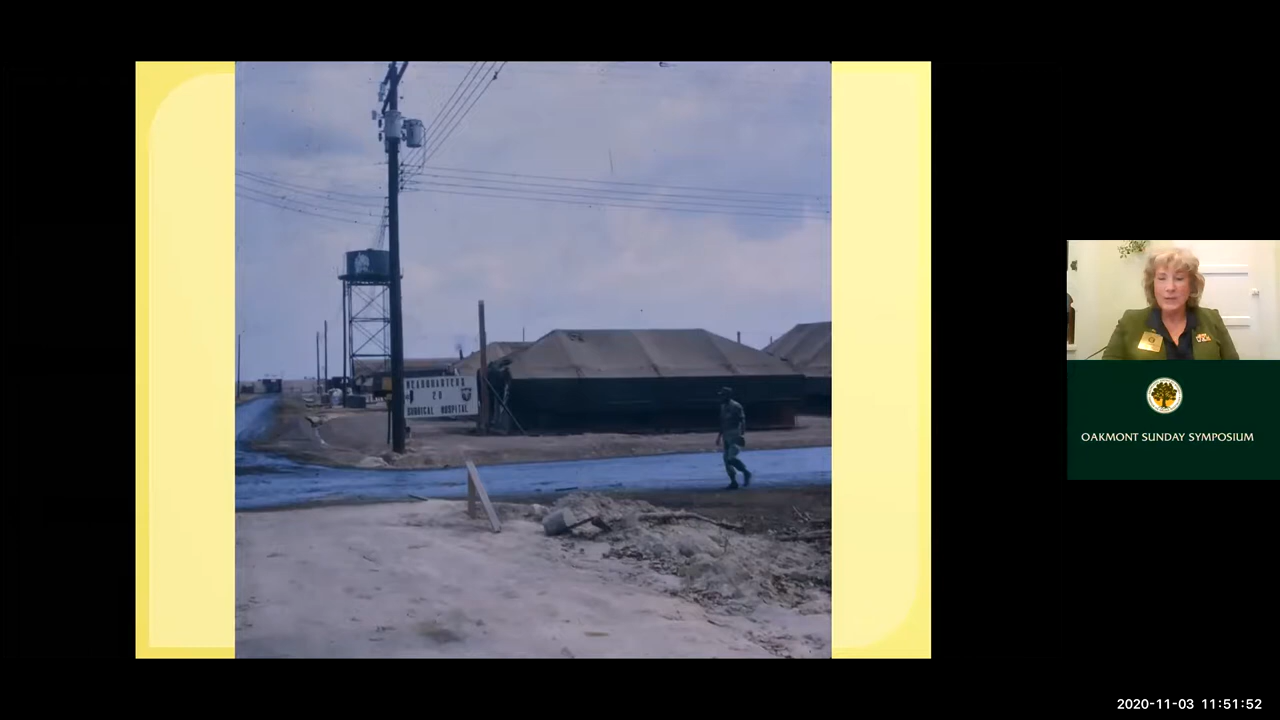 HEADQUARTERS
SURGICAL HOSPITAL
OAKMONT SUNDAY SYMPOSIUM
2020-11-03 11:51:52